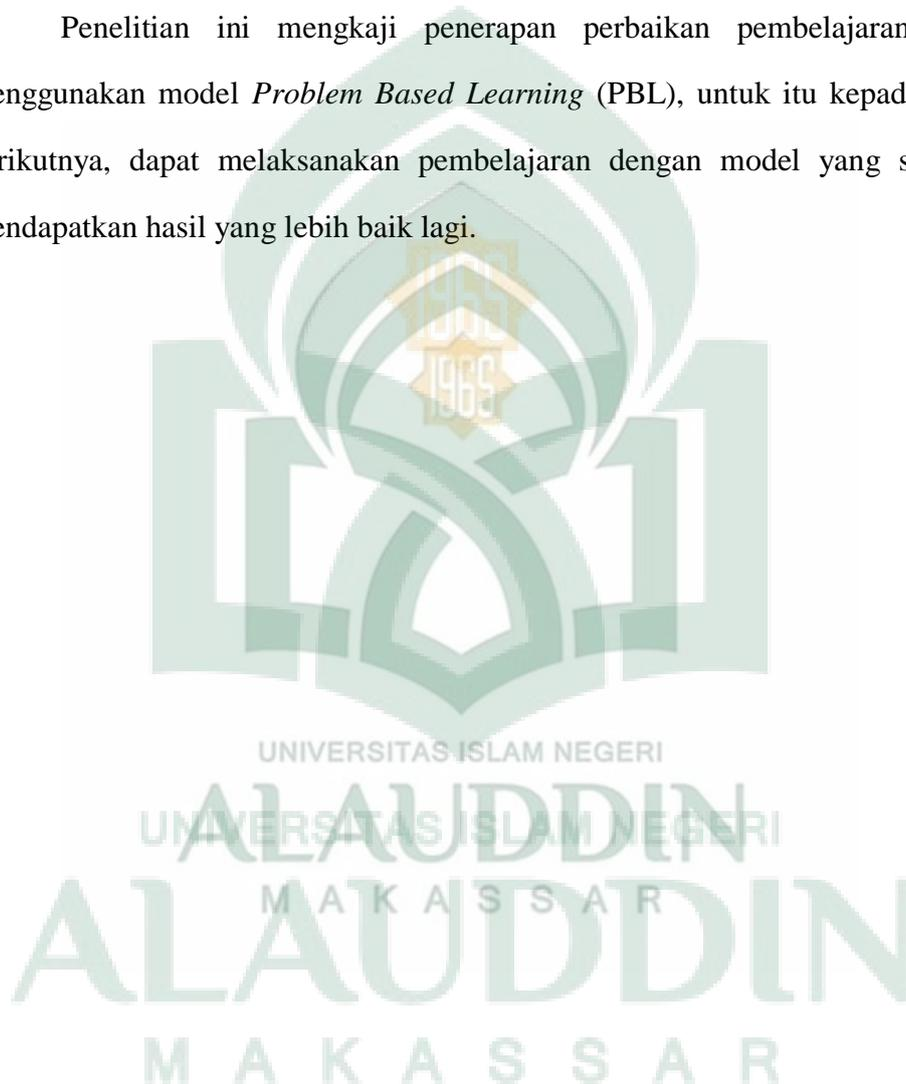 Penelitian ini mengkaji penerapan perbaikan pembelajaran
enggunakan model Problem Based Learning (PBL), untuk itu kepad
rikutnya, dapat melaksanakan pembelajaran dengan model yang s
endapatkan hasil yang lebih baik lagi.
1965
1965
UNIVERSITAS ISLAM NEGERI
ALAUDDIN
UNIVERSITAS ISLAM NEGERI
MAKASSAR
ALAUDDIN
MAKASSAR